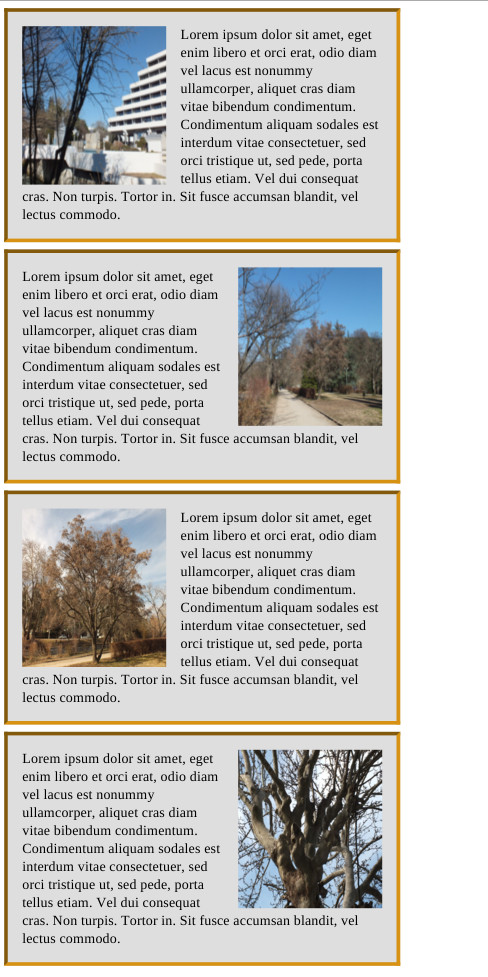 Lorem ipsum dolor sit amet, eget
enim libero et orci erat, odio diam
vel lacus est nonummy
ullamcorper, aliquet cras diam
vitae bibendum condimentum.
Condimentum aliquam sodales est
interdum vitae consectetuer, sed
orci tristique ut, sed pede, porta
tellus etiam. Vel dui consequat
cras. Non turpis. Tortor in. Sit fusce accumsan blandit, vel
lectus commodo.
Lorem ipsum dolor sit amet, eget
enim libero et orci erat, odio diam
vel lacus est nonummy
ullamcorper, aliquet cras diam
vitae bibendum condimentum.
Condimentum aliquam sodales est
interdum vitae consectetuer, sed
orci tristique ut, sed pede, porta
tellus etiam. Vel dui consequat
cras. Non turpis. Tortor in. Sit fusce accumsan blandit, vel
lectus commodo.
Lorem ipsum dolor sit amet, eget
enim libero et orci erat, odio diam
vel lacus est nonummy
ullamcorper, aliquet cras diam
vitae bibendum condimentum.
Condimentum aliquam sodales est
interdum vitae consectetuer, sed
orci tristique ut, sed pede, porta
tellus etiam. Vel dui consequat
cras. Non turpis. Tortor in. Sit fusce accumsan blandit, vel
lectus commodo.
Lorem ipsum dolor sit amet, eget
enim libero et orci erat, odio diam
vel lacus est nonummy
ullamcorper, aliquet cras diam
vitae bibendum condimentum.
Condimentum aliquam sodales est
interdum vitae consectetuer, sed
orci tristique ut, sed pede, porta
tellus etiam. Vel dui consequat
cras. Non turpis. Tortor in. Sit fusce accumsan blandit, vel
lectus commodo.